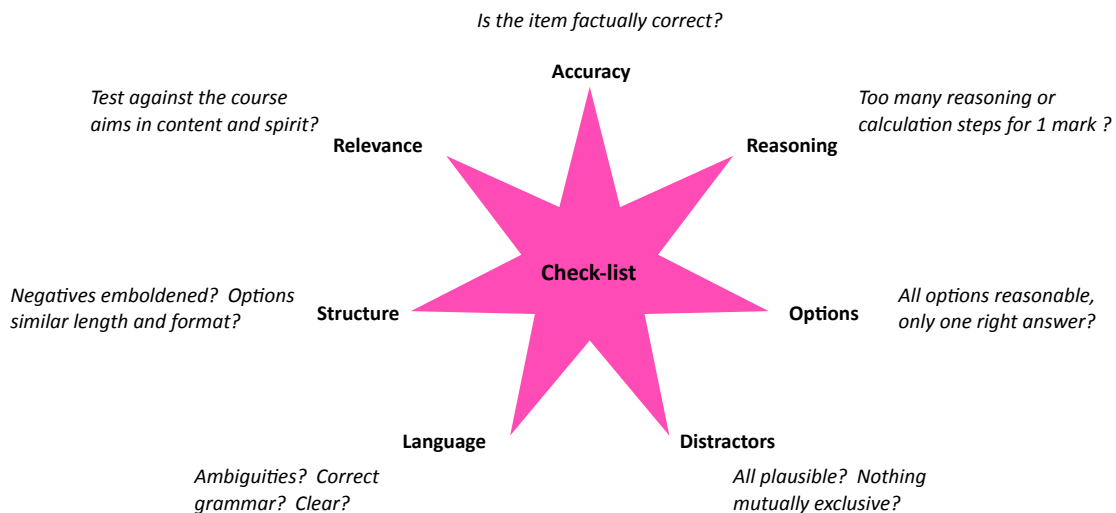 Is the item factually correct?
Accuracy
Test against the course
aims in content and spirit?
Relevance
Too many reasoning or
calculation steps for 1 mark ?
Reasoning
Check-list
Negatives emboldened?  Options
similar length and format?
Structure
Options
All options reasonable,
only one right answer?
Language
Ambiguities?  Correct
grammar?  Clear?
Distractors
All plausible?  Nothing
mutually exclusive?